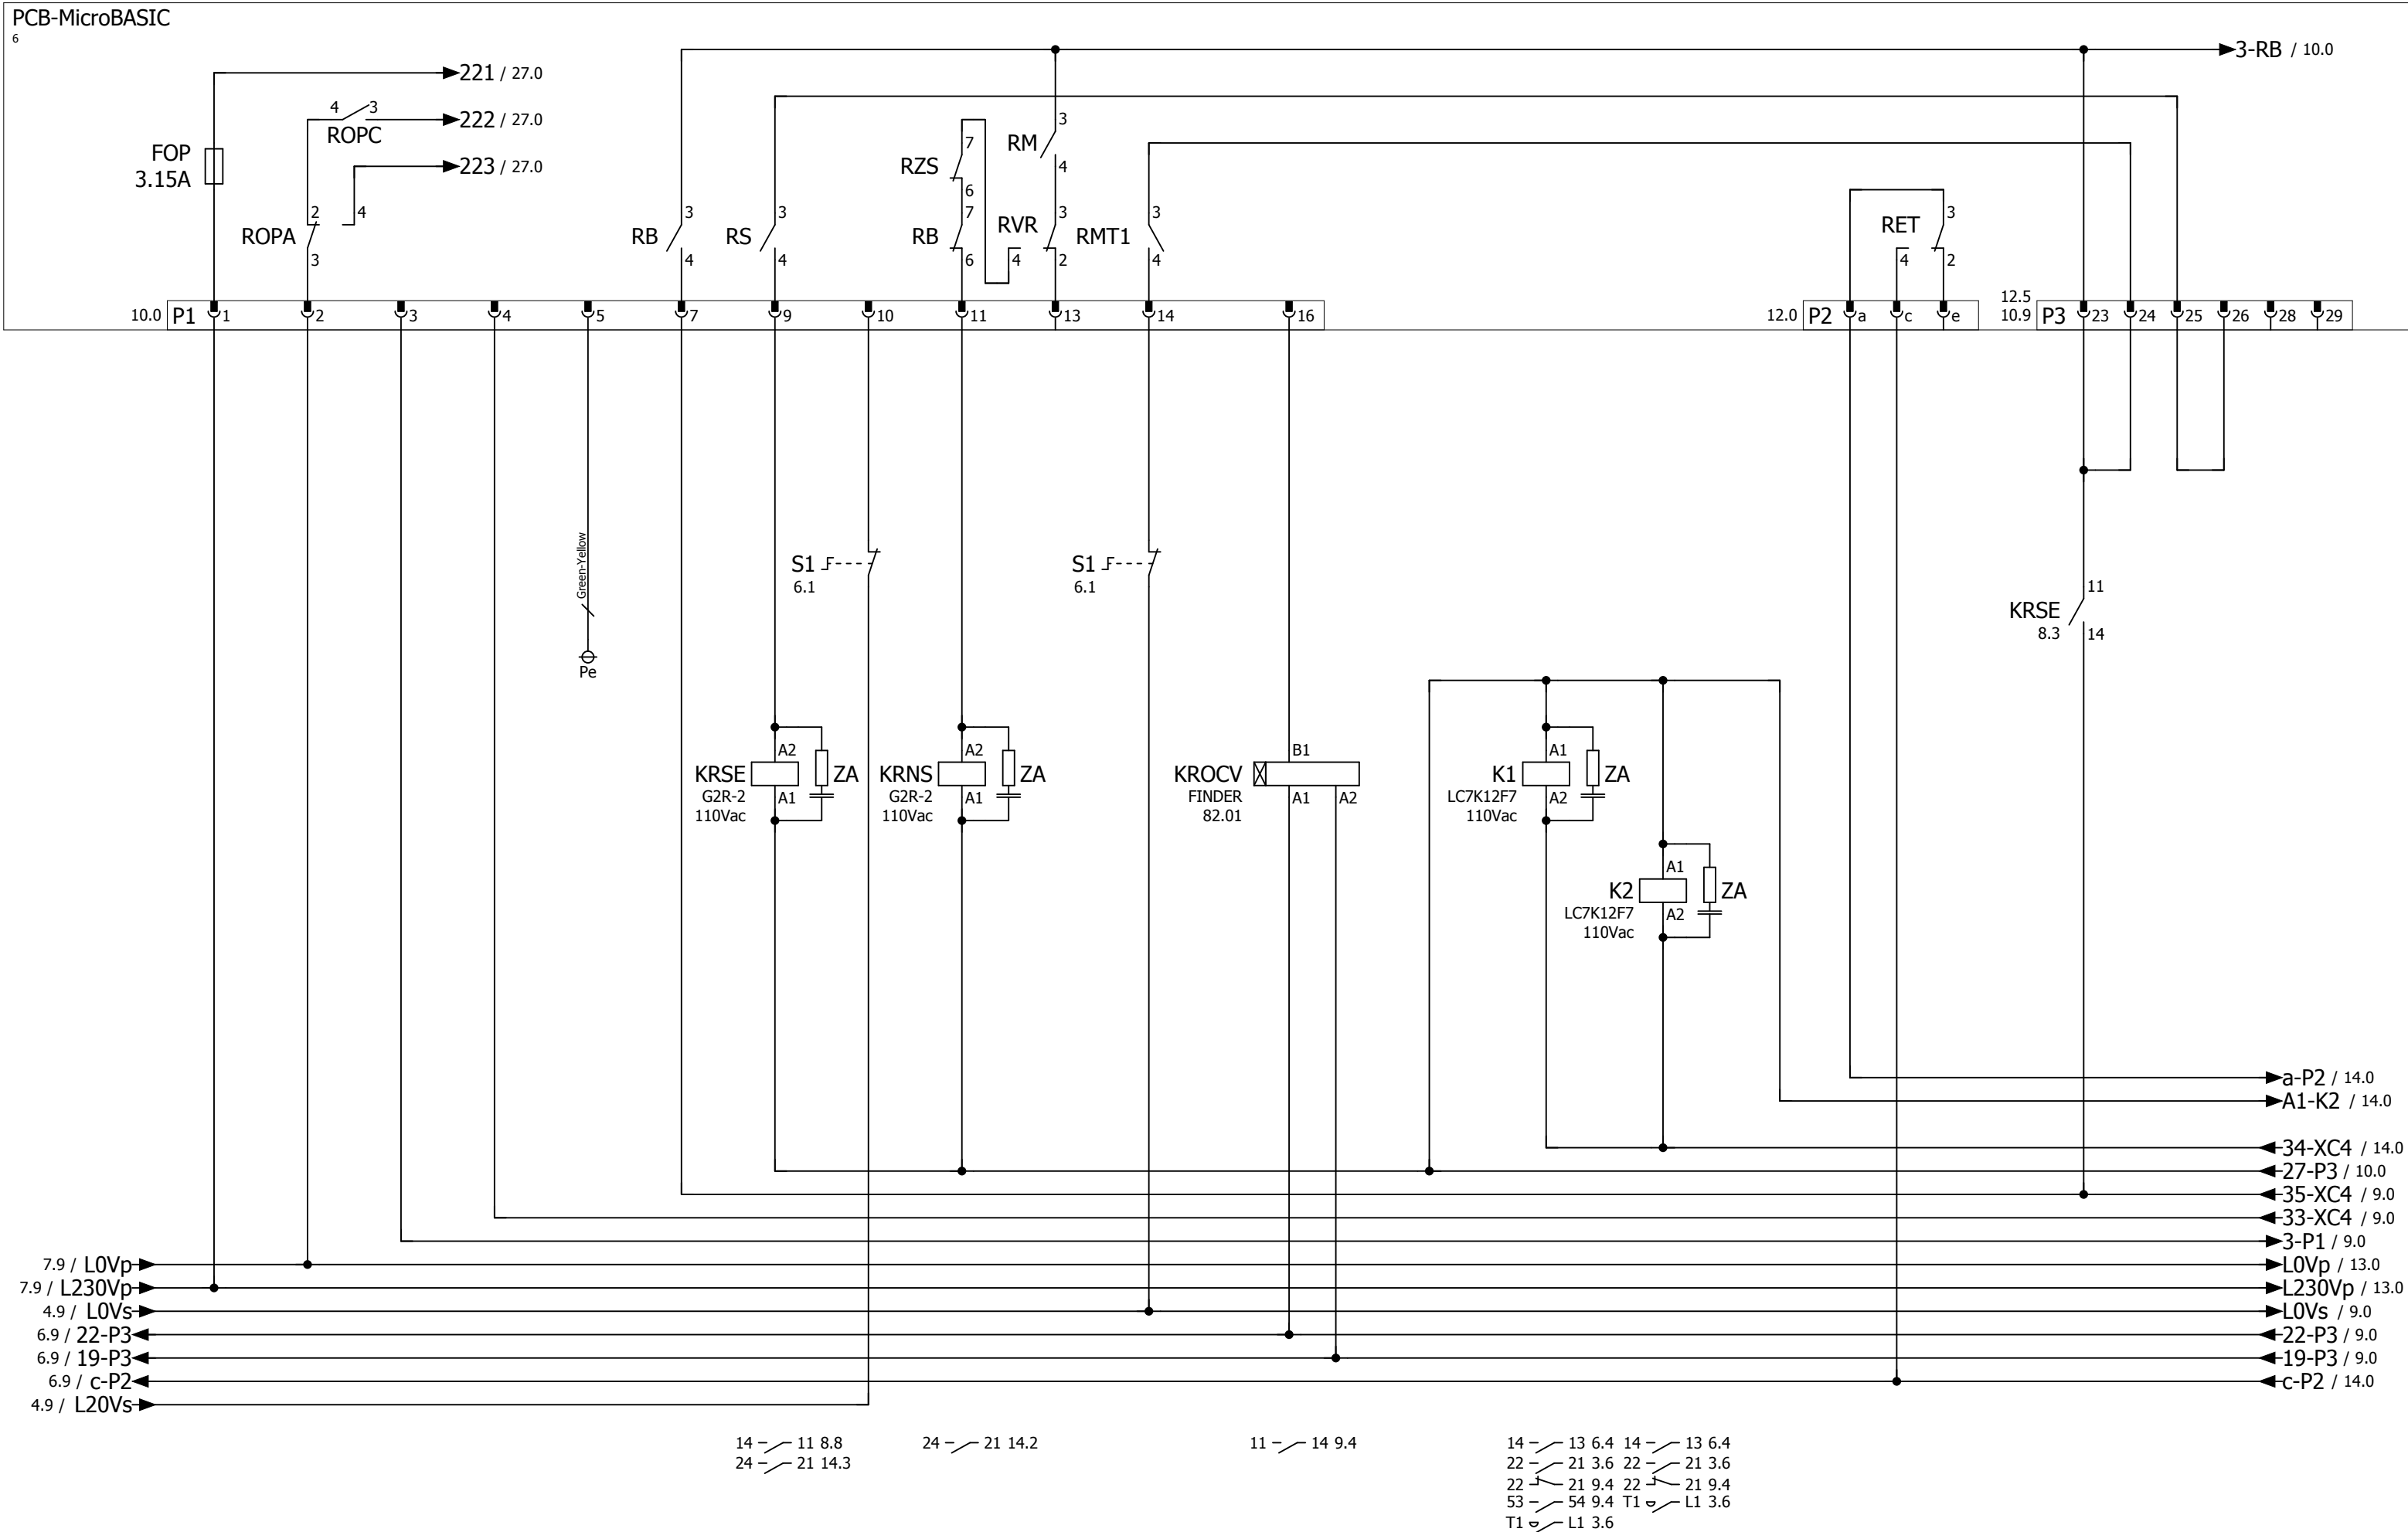 PCB-MicroBASIC
6
3-RB / 10.0
221 / 27.0
4 3
222 / 27.0
ROPC
3
7
RM
FOP
3.15A
RZS
223 / 27.0
4
6
2 4
3 3 7 3 3 3
ROPA RB RS RB RVR RMT1 RET
3 4 4 6 4 2 4 4 2
12.5
10.0 P1 1 2 3 4 5 7 9 10 11 13 14 16 12.0 P2 a c e 10.9 P3 23 24 25 26 28 29
Green-Yellow
S1 S1
6.1 6.1
11
KRSE
8.3 14
Pe
A2 A2 B1 A1
KRSE ZA KRNS ZA KROCV K1 ZA
G2R-2 A1 G2R-2 A1 FINDER A1 A2 LC7K12F7 A2
110Vac 110Vac 82.01 110Vac
A1
K2 ZA
LC7K12F7 A2
110Vac
a-P2 / 14.0
A1-K2 / 14.0
34-XC4 / 14.0
27-P3 / 10.0
35-XC4 / 9.0
33-XC4 / 9.0
3-P1 / 9.0
7.9 / L0Vp L0Vp / 13.0
7.9 / L230Vp L230Vp / 13.0
4.9 / L0Vs L0Vs / 9.0
6.9 / 22-P3 22-P3 / 9.0
6.9 / 19-P3 19-P3 / 9.0
6.9 / c-P2 c-P2 / 14.0
4.9 / L20Vs
14 11 8.8 24 21 14.2 11 14 9.4 14 13 6.4 14 13 6.4
24 21 14.3 22 21 3.6 22 21 3.6
22 21 9.4 22 21 9.4
53 54 9.4 T1 L1 3.6
T1 L1 3.6